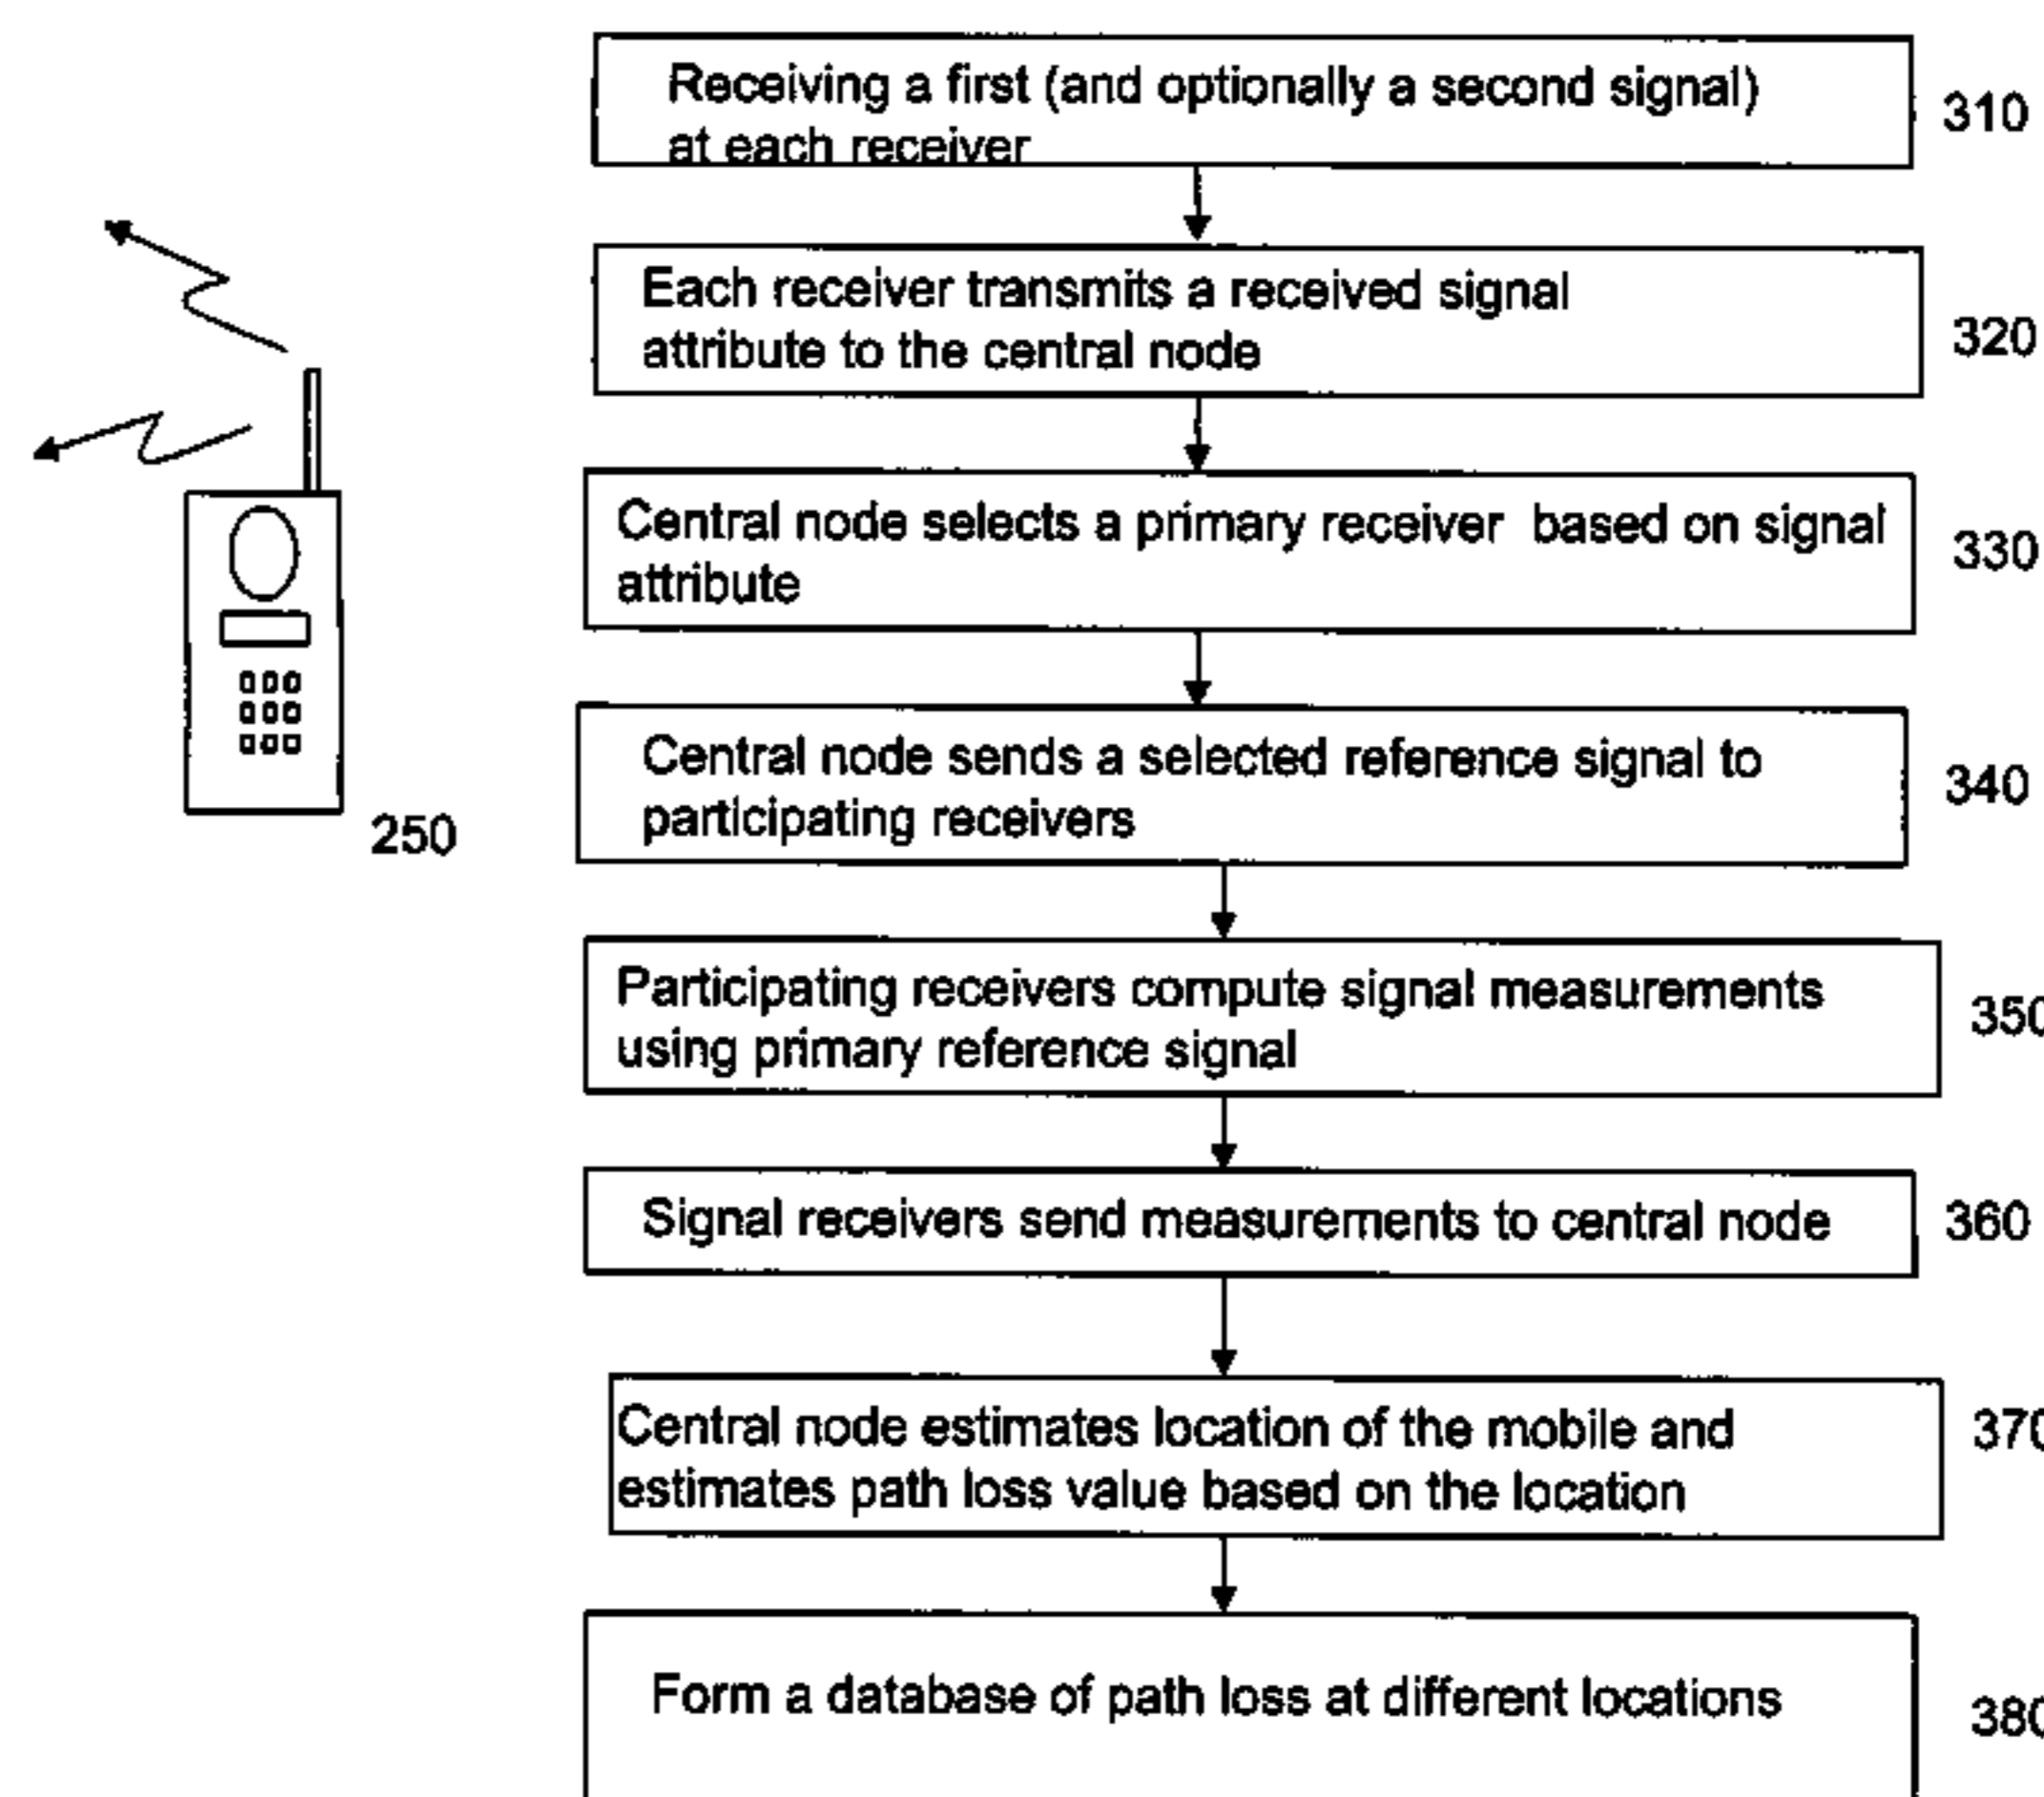 Receiving a first (and optionally a second signal)
at each receiver
310
Each receiver transmits a received signal
attribute to the central node
320
Central node selects a primary receiver based on signal
attribute
330
Central node sends a selected reference signal to
participating receivers
340
250
Participating receivers compute signal measurements
using primary reference signal
350
Signal receivers send measurements to central node
360
Central node estimates location of the mobile and
estimates path loss value based on the location
370
Form a database of path loss at different locations
380